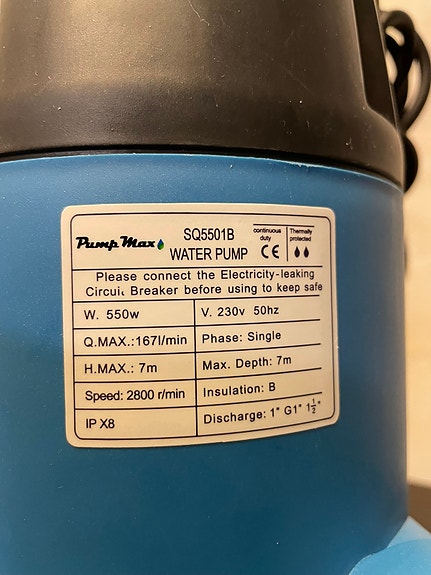 Pump Max
SQ5501B
WATER PUMP
continuous
duty
CE
Thermally
protected
Please connect the Electricity-leaking
Circuit Breaker before using to keep safe
W. 550w
V. 230v 50hz
Q.MAX.:167l/min
Phase: Single
H.MAX.: 7m
Max. Depth: 7m
Speed: 2800 r/min
Insulation: B
IP X8
Discharge: 1" G1" 1½"